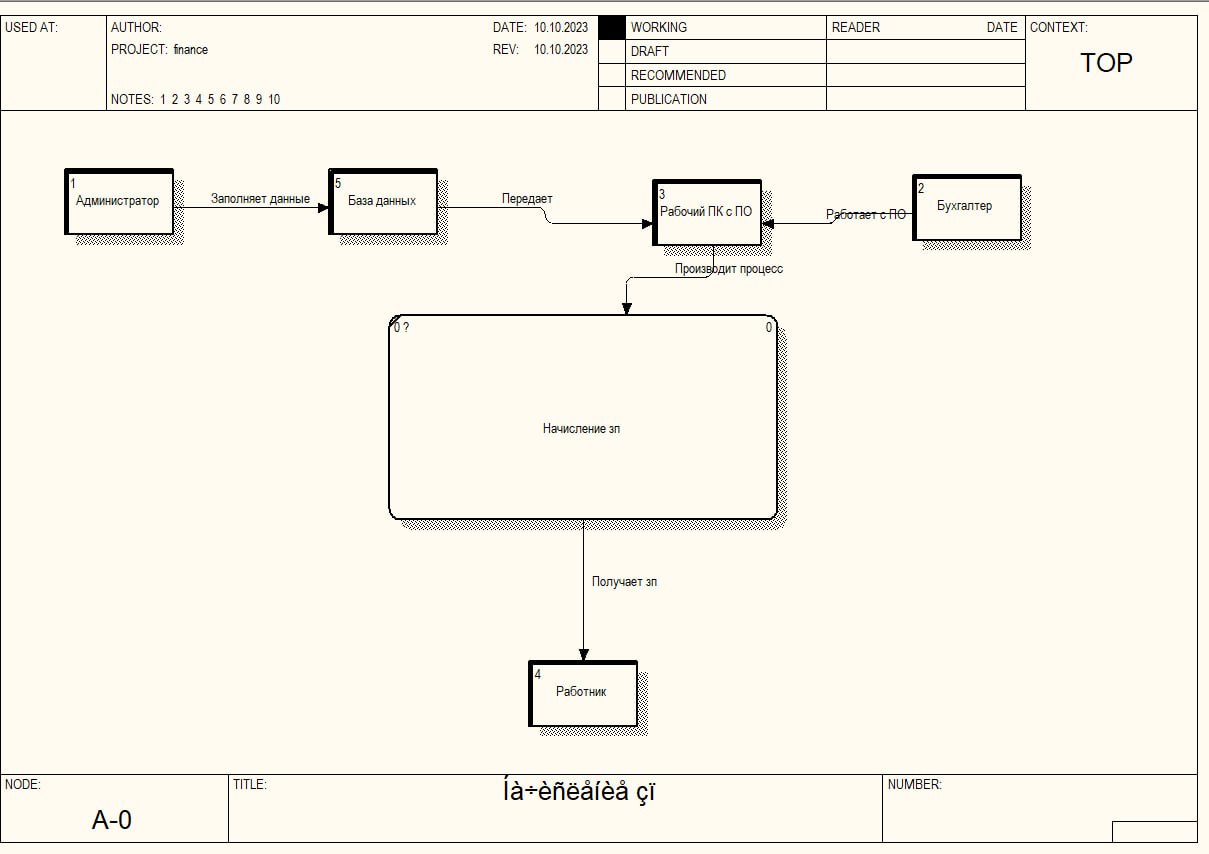 USED AT:
AUTHOR:
DATE: 10.10.2023
PROJECT: finance
REV: 10.10.2023
NOTES: 1 2 3 4 5 6 7 8 9 10
WORKING
DRAFT
RECOMMENDED
PUBLICATION
READER
DATE
CONTEXT:
TOP
1
Администратор
Заполняет данные
5
База данных
Передает
3
Рабочий ПК с ПО
Работает с ПО
2
Бухгалтер
Производит процесс
0 ?
0
Начисление зп
Получает зп
4
Работник
NODE:
A-0
TITLE:
Íà÷èñëåíèå çï
NUMBER: